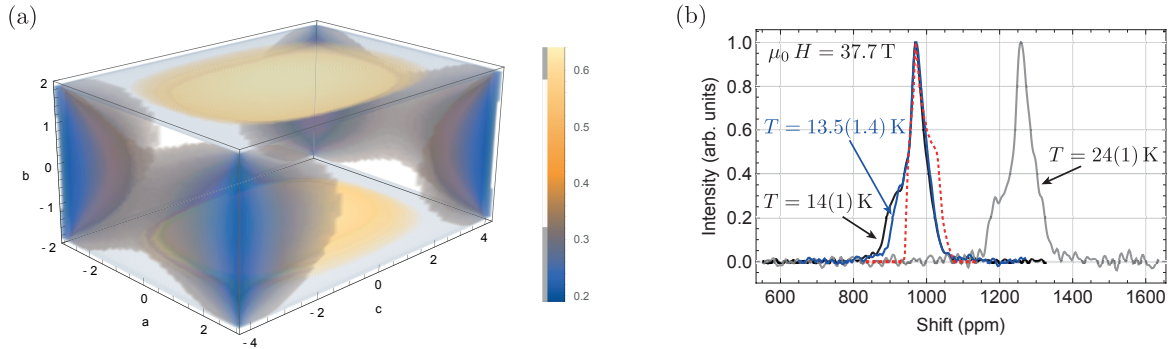 (a)
2
1
b
0
- 1
- 2
- 2
0
a
2
- 4
- 2
0
c
2
4
0.6
0.5
0.4
0.3
0.2
(b)
1.0
0.8
0.6
0.4
0.2
0.0
Intensity (arb. units)
μ0 H = 37.7 T
T = 13.5(1.4) K
T = 14(1) K
T = 24(1) K
600 800 1000 1200 1400 1600
Shift (ppm)